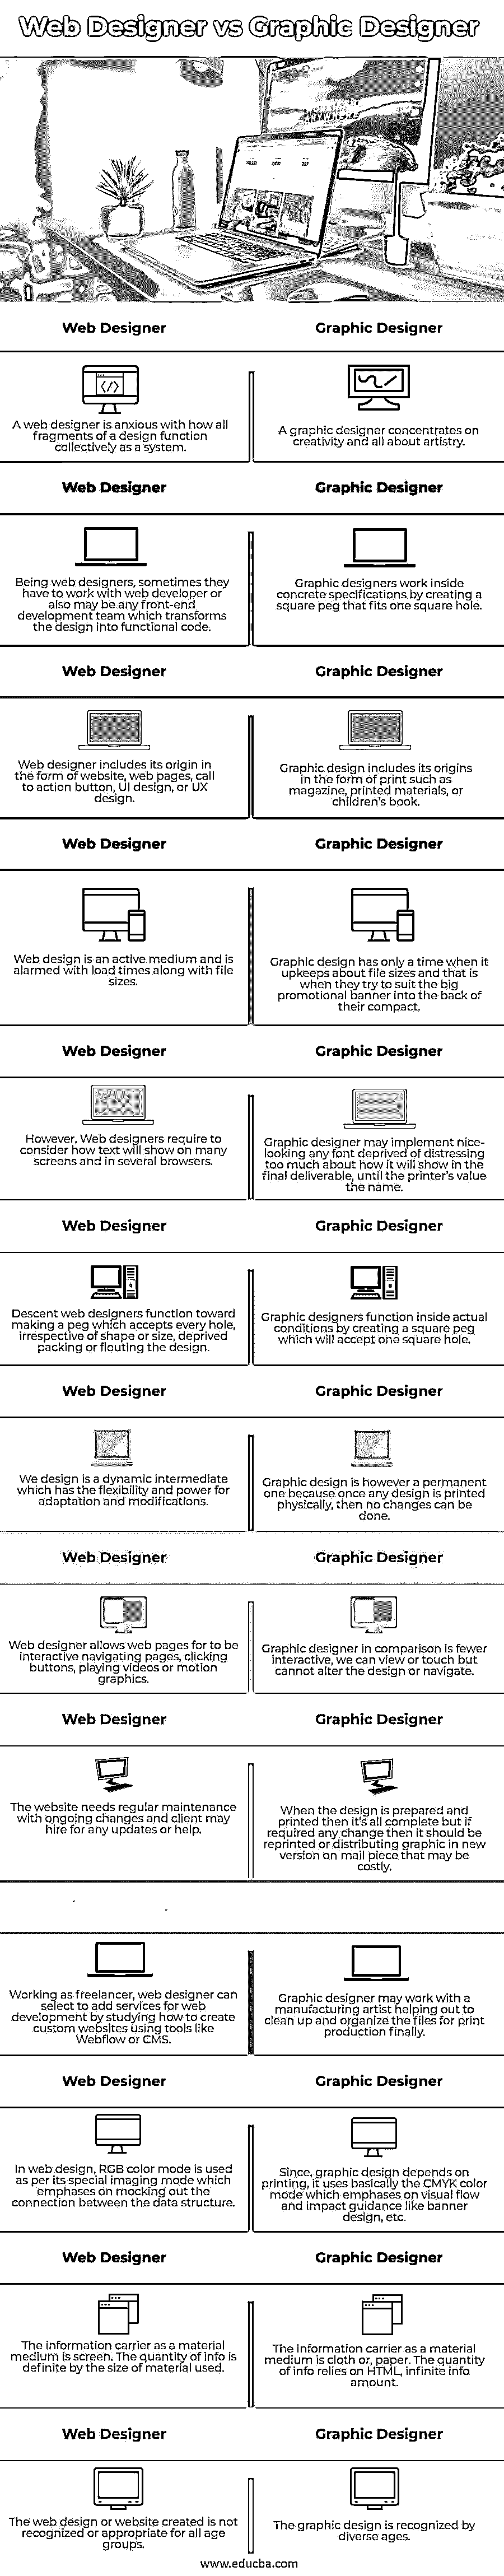 Web Designer vs Graphic Designer
ANYWHERE
Web Designer
Graphic Designer
A web designer is anxious with how all
fragments of a design function
collectively as a system.
A graphic designer concentrates on
creativity and all about artistry.
Web Designer
Graphic Designer
Being web designers, sometimes they
have to work with web developer or
also may be any front-end
development team which transforms
the design into functional code.
Graphic designers work inside
concrete specifications by creating a
square peg that fits one square hole.
Web Designer
Graphic Designer
Web designer includes its origin in
the form of website, web pages, call
to action button, UI design, or UX
design.
Graphic design includes its origins
in the form of print such as
magazine, printed materials, or
children's book.
Web Designer
Graphic Designer
Web design is an active medium and is
alarmed with load times along with file
sizes.
Graphic design has only a time when it
upkeeps about file sizes and that is
when they try to suit the big
promotional banner into the back of
their compact.
Web Designer
Graphic Designer
However, Web designers require to
consider how text will show on many
screens and in several browsers.
Graphic designer may implement nice-
looking any font deprived of distressing
too much about how it will show in the
final deliverable, until the printer's value
the name.
Web Designer
Graphic Designer
Descent web designers function toward
making a peg which accepts every hole,
irrespective of shape or size, deprived
packing or flouting the design.
Graphic designers function inside actual
conditions by creating a square peg
which will accept one square hole.
Web Designer
Graphic Designer
We design is a dynamic intermediate
which has the flexibility and power for
adaptation and modifications.
Graphic design is however a permanent
one because once any design is printed
physically, then no changes can be
done.
Web Designer
Graphic Designer
Web designer allows web pages for to be
interactive navigating pages, clicking
buttons, playing videos or motion
graphics.
Graphic designer in comparison is fewer
interactive, we can view or touch but
cannot alter the design or navigate.
Web Designer
Graphic Designer
The website needs regular maintenance
with ongoing changes and client may
hire for any updates or help.
When the design is prepared and
printed then it's all complete but if
required any change then it should be
reprinted or distributing graphic in new
version on mail piece that may be
costly.
Working as freelancer, web designer can
select to add services for web
development by studying how to create
custom websites using tools like
Webflow or CMS.
Graphic designer may work with a
manufacturing artist helping out to
clean up and organize the files for print
production finally.
Web Designer
Graphic Designer
In web design, RGB color mode is used
as per its special imaging mode which
emphases on mocking out the
connection between the data structure.
Since, graphic design depends on
printing, it uses basically the CMYK color
mode which emphases on visual flow
and impact guidance like banner
design, etc.
Web Designer
Graphic Designer
The information carrier as a material
medium is screen. The quantity of info is
definite by the size of material used.
The information carrier as a material
medium is cloth or, paper. The quantity
of info relies on HTML, infinite info
amount.
Web Designer
Graphic Designer
The web design or website created is not
recognized or appropriate for all age
groups.
The graphic design is recognized by
diverse ages.
www.educba.com